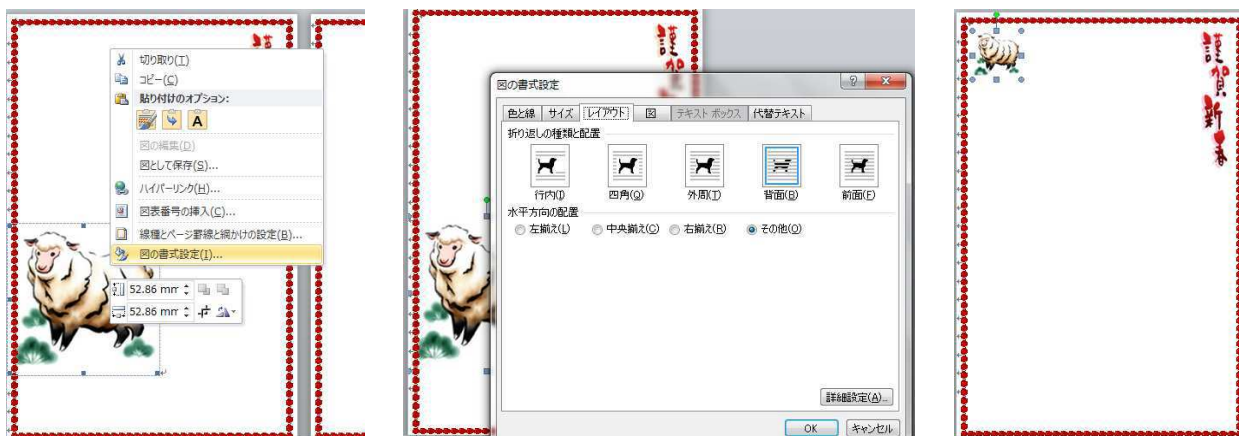 謹
切り取り(T)
コピー(C)
貼り付けのオプション:
A
図の編集(D)
図として保存(S)...
ハイパーリンク(H)...
図表番号の挿入(C)...
線種とページ罫線と網かけの設定(B)...
図の書式設定(I)...
52.86 mm
52.86 mm
謹賀
図の書式設定
色と線 サイズ レイアウト 図 テキスト ボックス 代替テキスト
折り返しの種類と配置
行内(I) 四角(Q) 外周(T) 背面(B) 前面(F)
水平方向の配置
左揃え(L) 中央揃え(C) 右揃え(R) その他(O)
詳細設定(A)...
OK キャンセル
謹賀新春